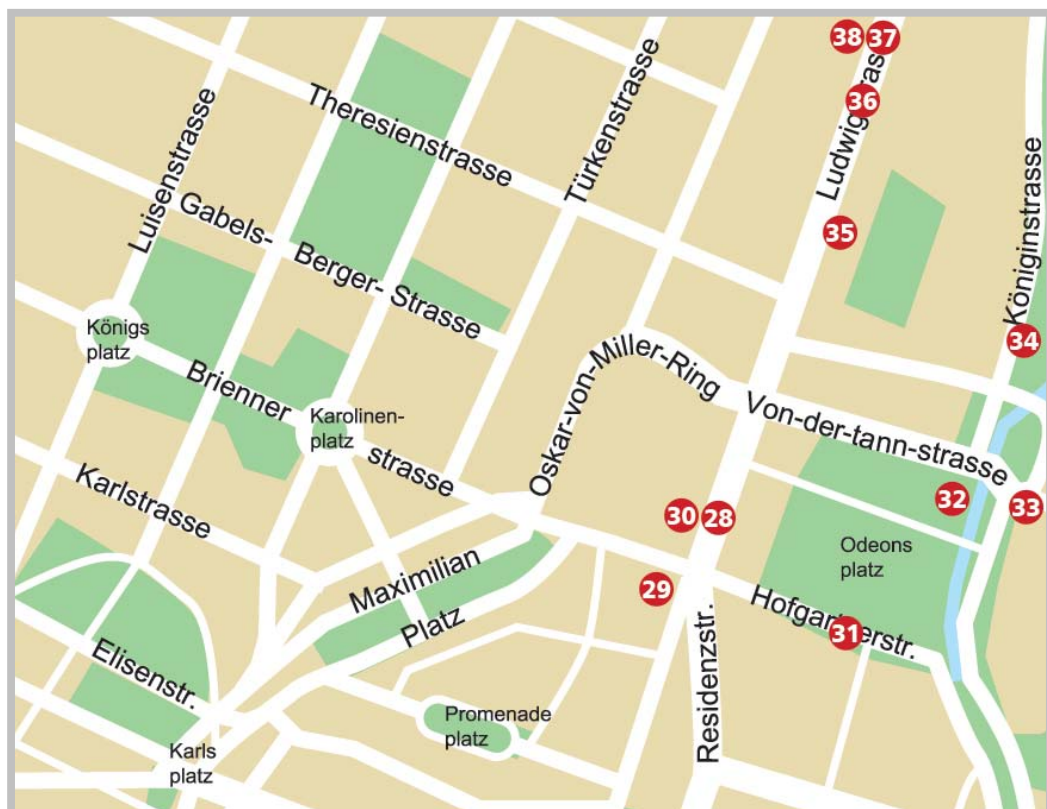 38
37
Theresienstrasse
36
Ludwigstrass
Luisenstrasse
Türkenstrasse
Gabels-
Berger- Strasse
35
Königinstrasse
34
Königs
platz
Brienner
strasse
Karolinen-
platz
Oskar-von-Miller-Ring
Von-der-tann-strasse
Karlstrasse
32
33
30
28
Odeons
platz
Maximilian
Platz
29
Hofgartnerstr.
31
Elisenstr.
Residenzstr.
Promenade
platz
Karls
platz